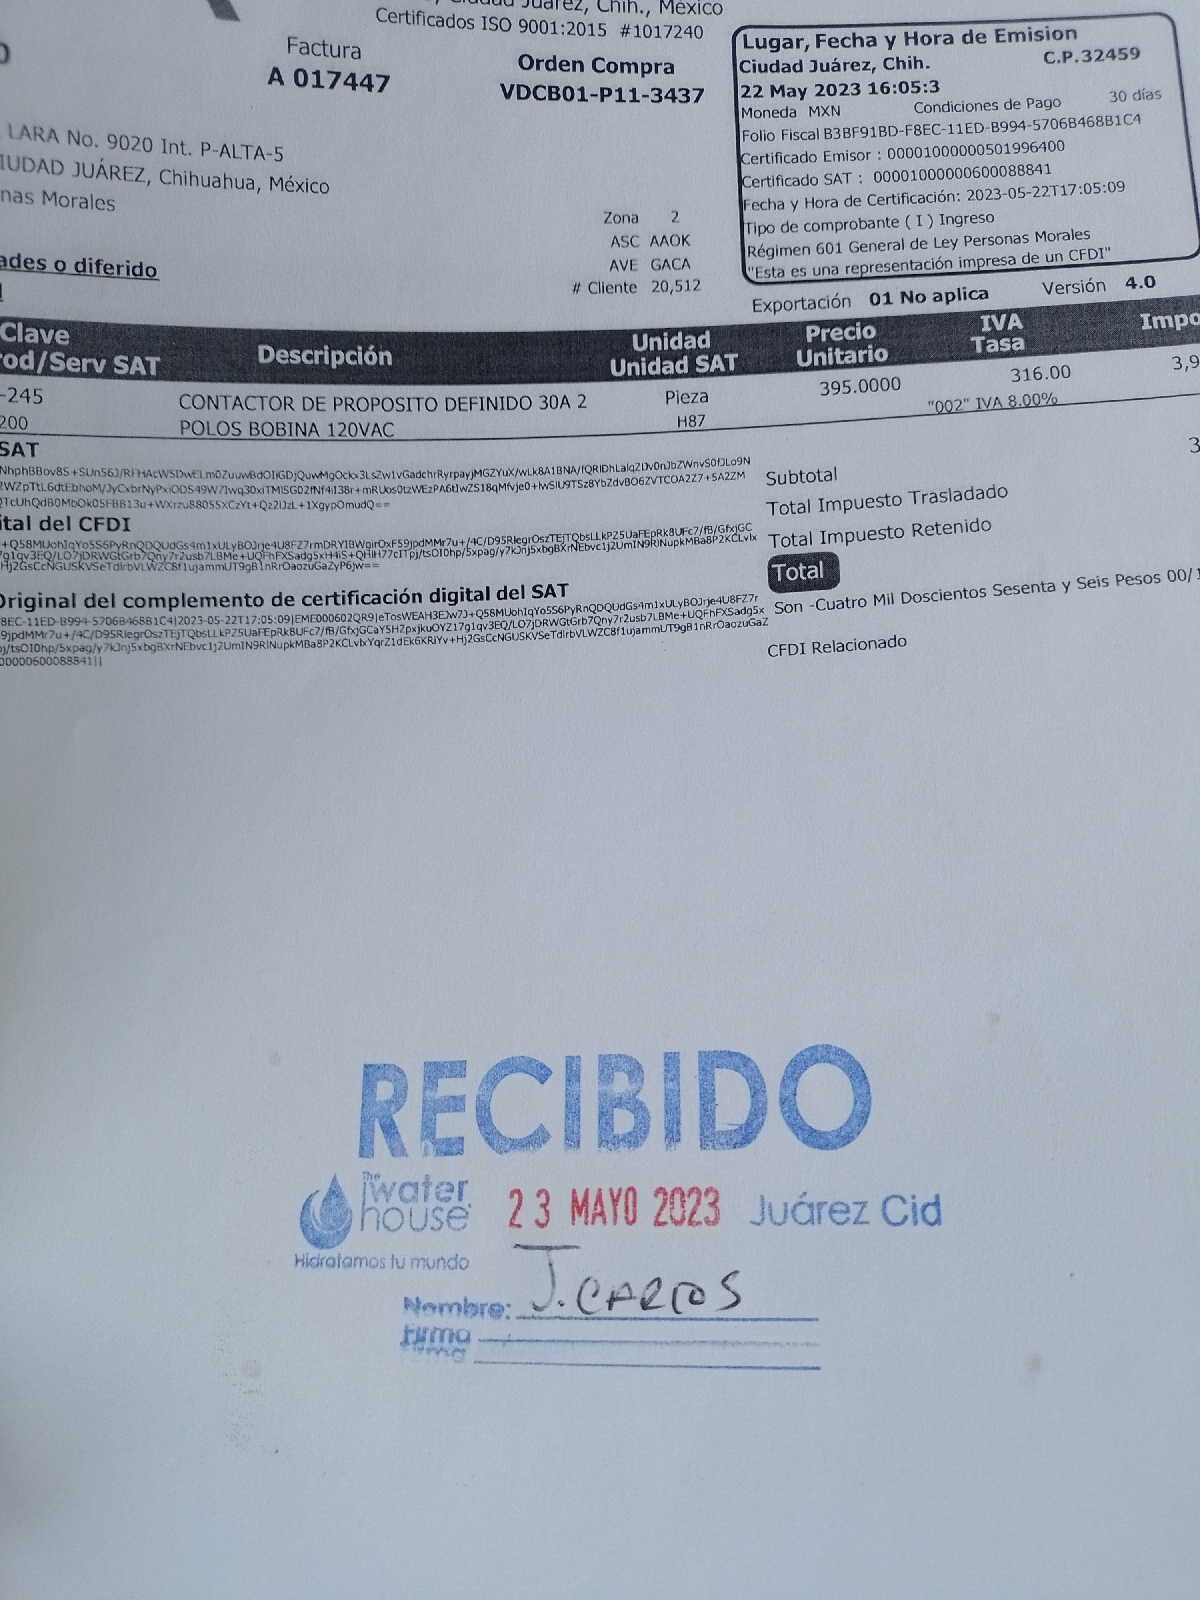 Ciudad Juárez, Chih., México
Certificados ISO 9001:2015 #1017240
Factura
A 017447
Orden Compra
VDCB01-P11-3437
Lugar, Fecha y Hora de Emision
Ciudad Juárez, Chih. C.P.32459
22 May 2023 16:05:3
Moneda MXN Condiciones de Pago 30 días
Folio Fiscal B3BF91BD-F8EC-11ED-B994-5706B468B1C4
Certificado Emisor : 00001000000501996400
Certificado SAT : 00001000000600088841
Fecha y Hora de Certificación: 2023-05-22T17:05:09
Tipo de comprobante ( I ) Ingreso
Régimen 601 General de Ley Personas Morales
"Esta es una representación impresa de un CFDI"
LARA No. 9020 Int. P-ALTA-5
IUDAD JUÁREZ, Chihuahua, México
nas Morales
Zona 2
ASC AAOK
AVE GACA
# Cliente 20,512
ades o diferido
Exportación 01 No aplica Versión 4.0
Clave
rod/Serv SAT
Descripción
Unidad
Unidad SAT
Precio
Unitario
IVA
Tasa
Impo
-245 CONTACTOR DE PROPOSITO DEFINIDO 30A 2 Pieza 395.0000 316.00 3,9
200 POLOS BOBINA 120VAC H87 "002" IVA 8.00%
SAT
Subtotal 3
Total Impuesto Trasladado
Total Impuesto Retenido
Total
Son -Cuatro Mil Doscientos Sesenta y Seis Pesos 00/1
CFDI Relacionado
ital del CFDI
Original del complemento de certificación digital del SAT
00000600088841||
RECIBIDO
The
water
house
Hidratamos tu mundo
23 MAYO 2023
Juárez Cid
Nombre: J. CARLOS
Firma